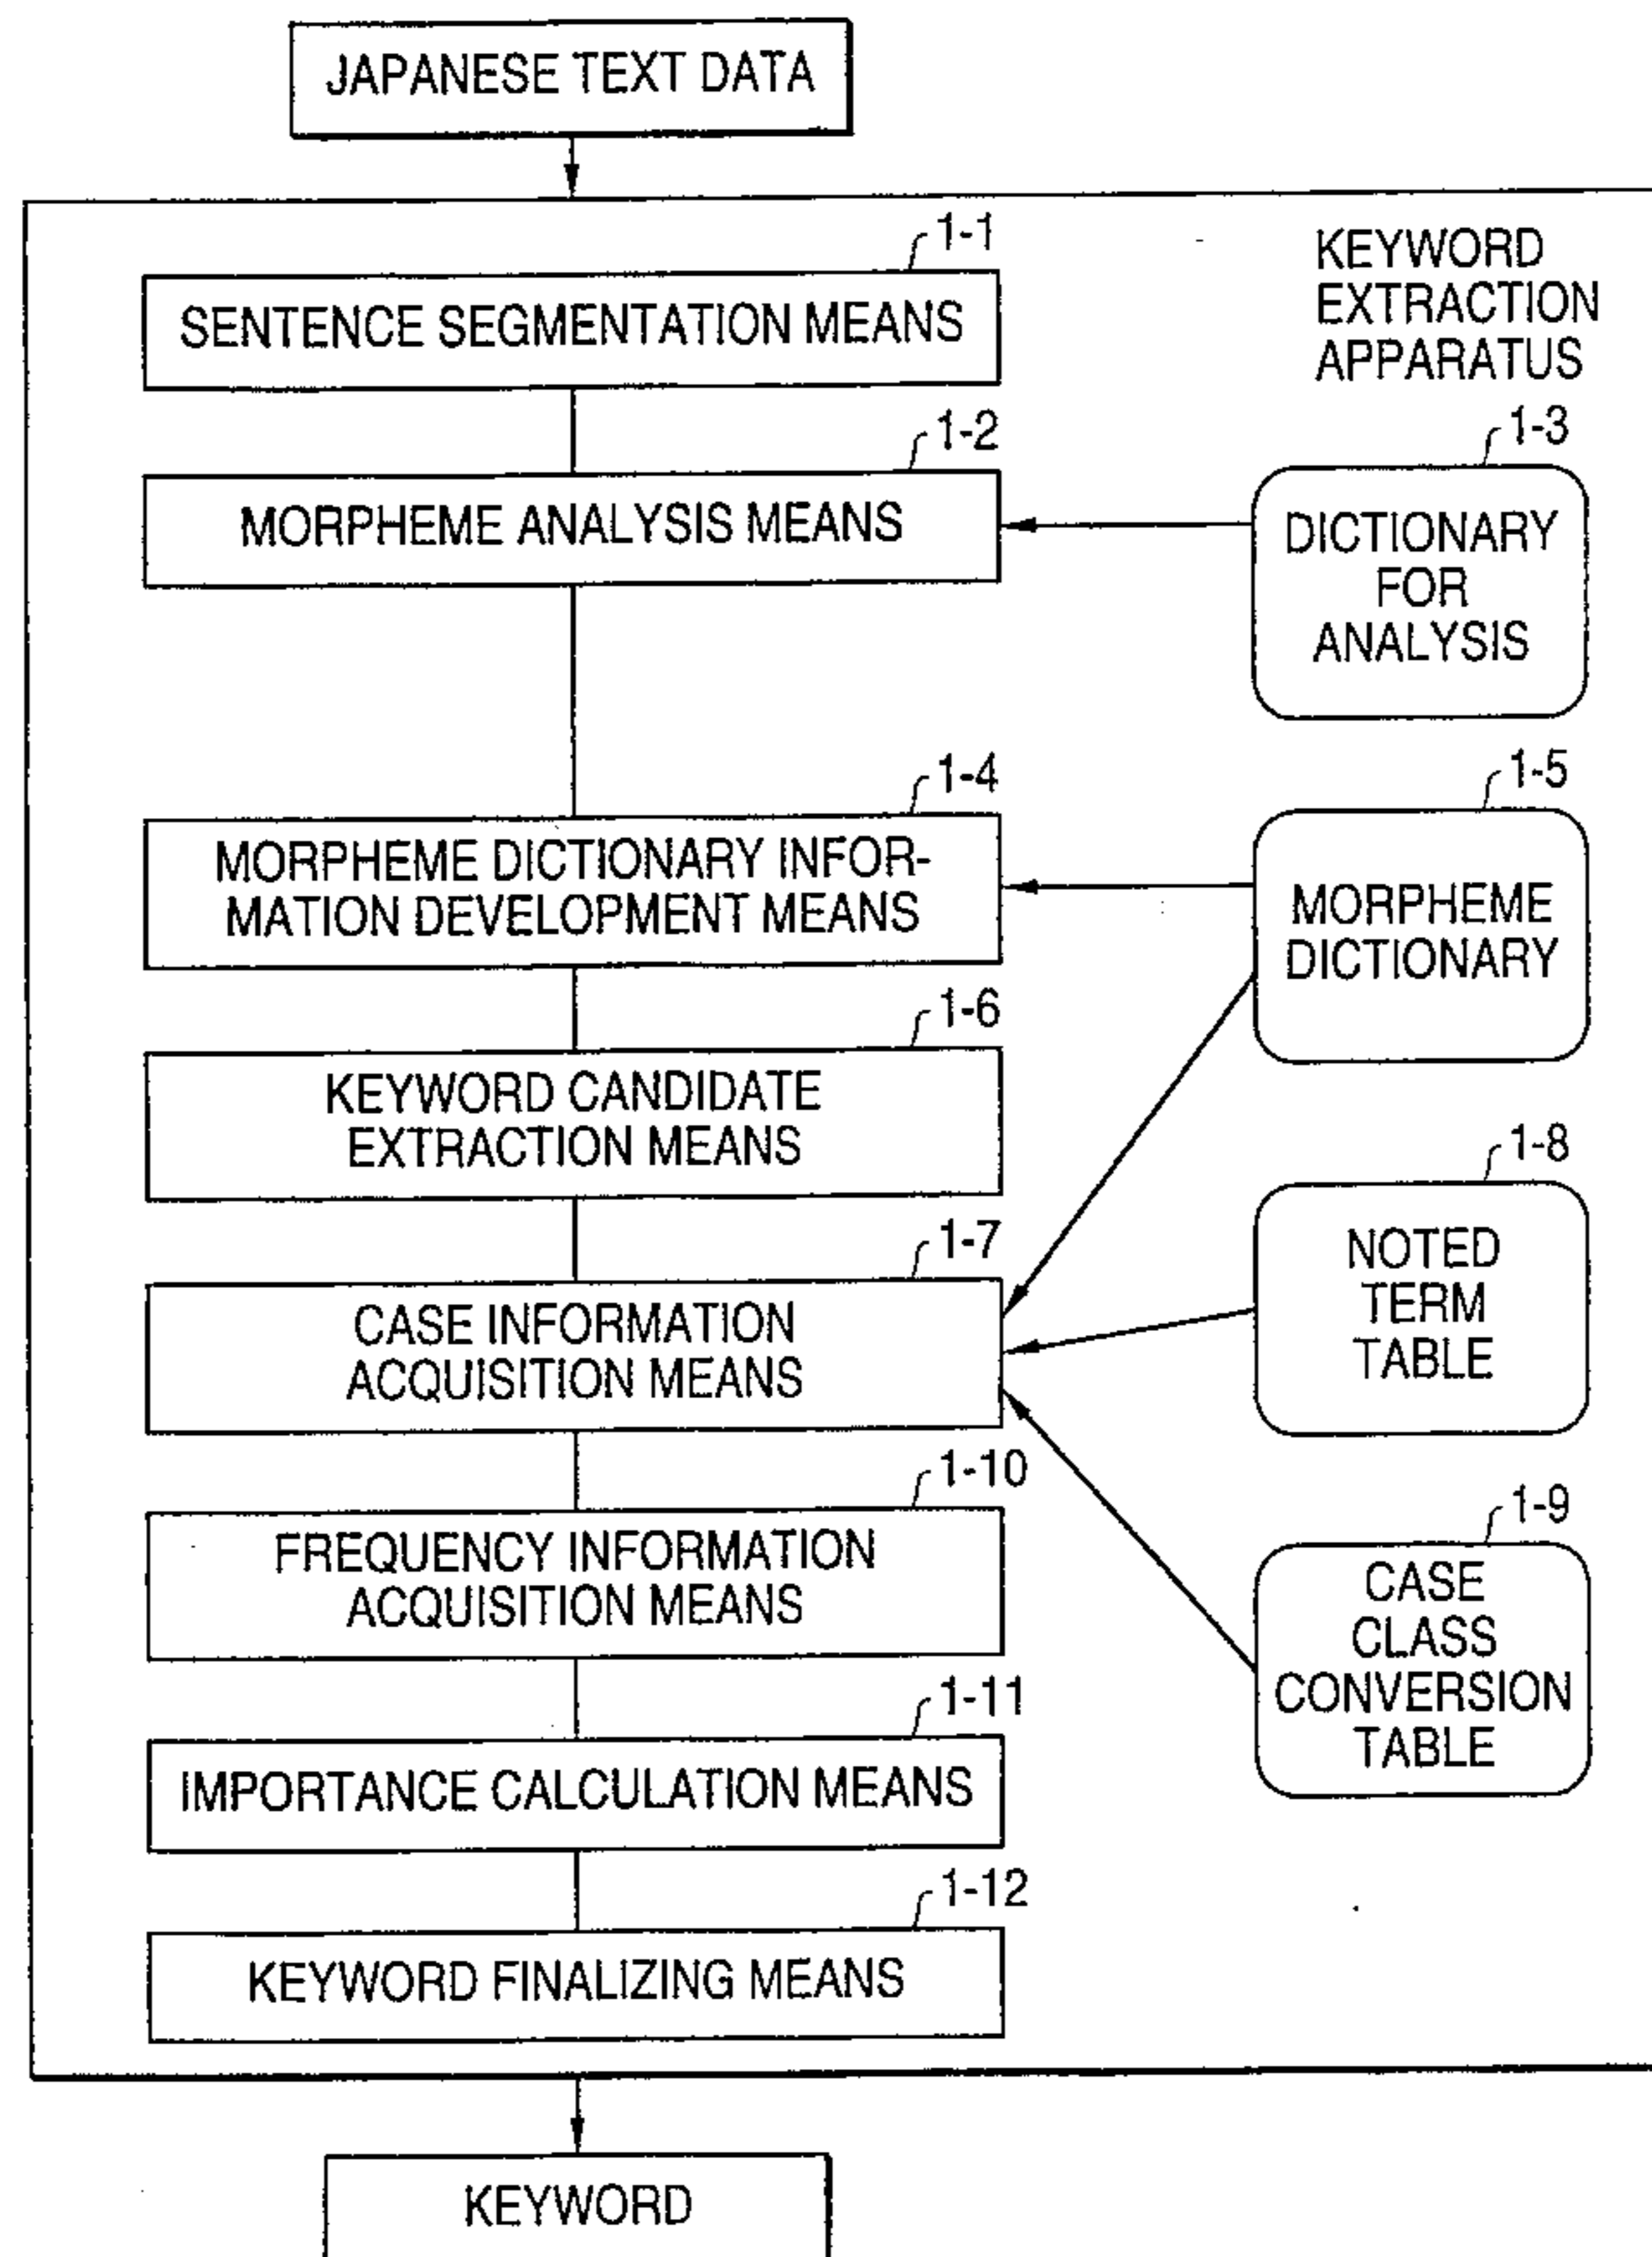 JAPANESE TEXT DATA
KEYWORD
EXTRACTION
APPARATUS
1-1
SENTENCE SEGMENTATION MEANS
1-2
MORPHEME ANALYSIS MEANS
1-3
DICTIONARY
FOR
ANALYSIS
1-4
MORPHEME DICTIONARY INFOR-
MATION DEVELOPMENT MEANS
1-5
MORPHEME
DICTIONARY
1-6
KEYWORD CANDIDATE
EXTRACTION MEANS
1-7
CASE INFORMATION
ACQUISITION MEANS
1-8
NOTED
TERM
TABLE
1-9
CASE
CLASS
CONVERSION
TABLE
1-10
FREQUENCY INFORMATION
ACQUISITION MEANS
1-11
IMPORTANCE CALCULATION MEANS
1-12
KEYWORD FINALIZING MEANS
KEYWORD